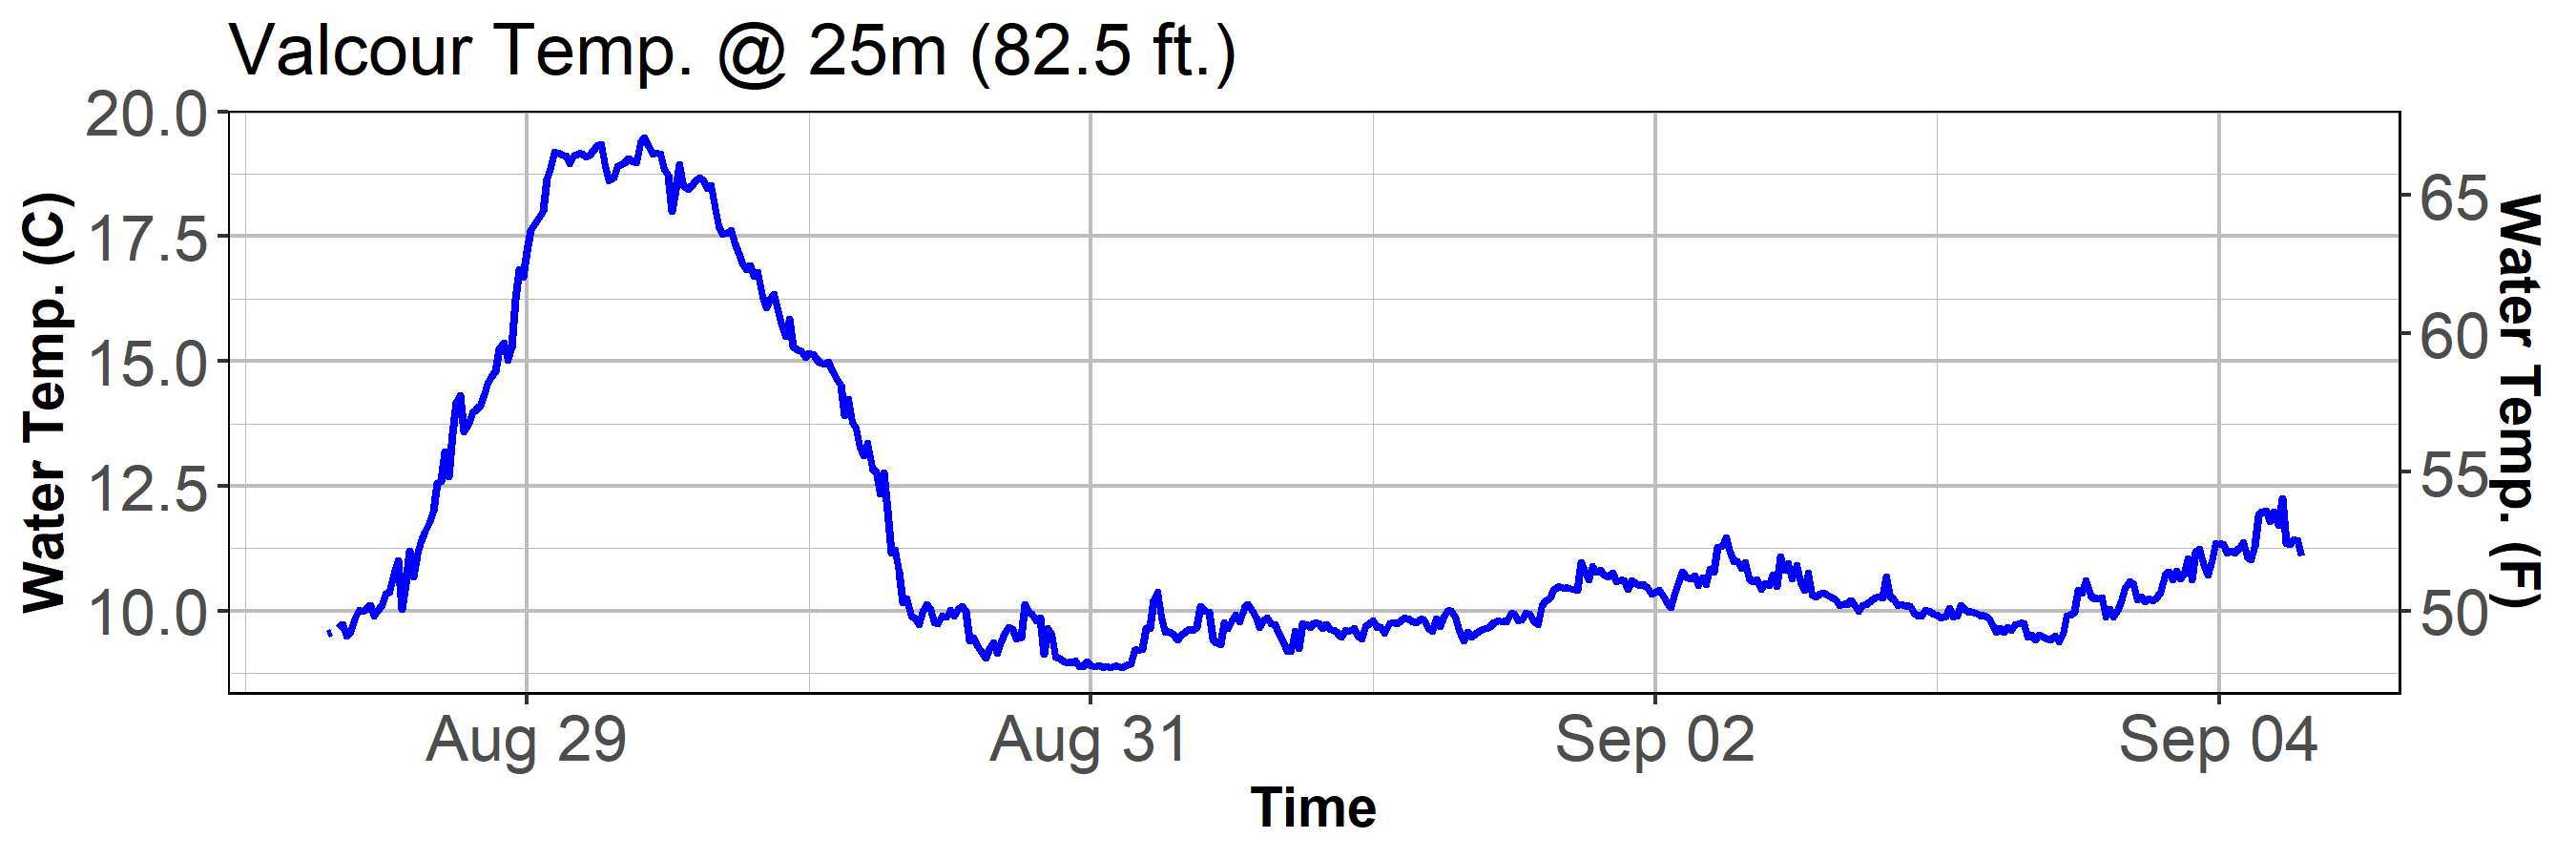 Valcour Temp. @ 25m (82.5 ft.)
Water Temp. (C)
20.0
17.5
15.0
12.5
10.0
65
60
55
50
Water Temp. (F)
Aug 29 Aug 31 Sep 02 Sep 04
Time